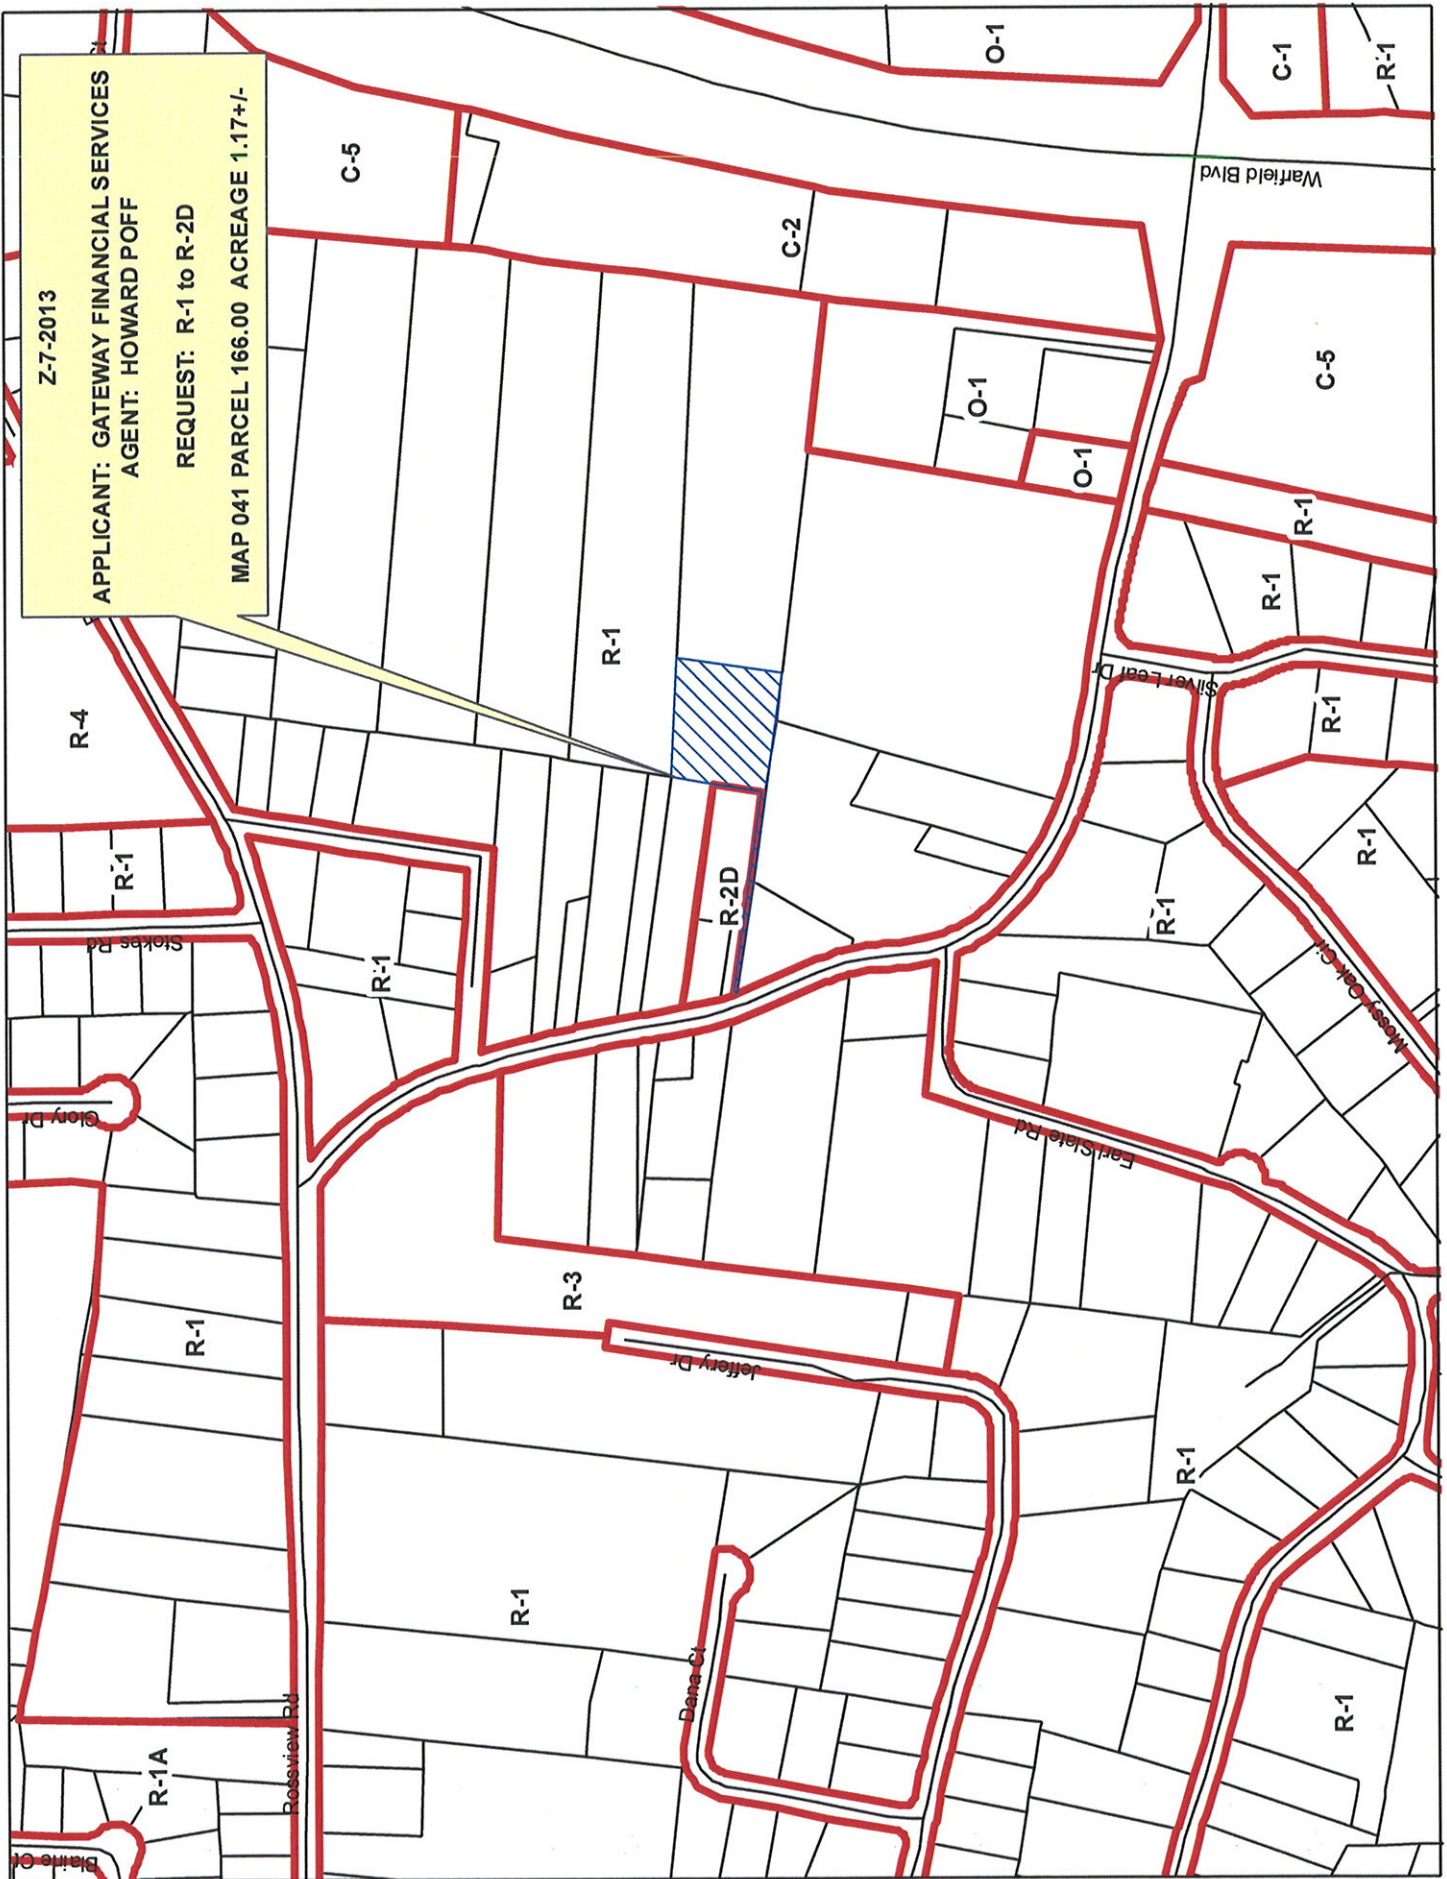 Z-7-2013
APPLICANT: GATEWAY FINANCIAL SERVICES
AGENT: HOWARD POFF
REQUEST: R-1 to R-2D
MAP 041 PARCEL 166.00 ACREAGE 1.17+/-
Ct
R-4
R-1
Stokes Rd
Glory Dr
R-1
R-1A
Blaine Ct
Rossview Rd
C-5
R-1
R-1
R-2D
R-3
Jeffery Dr
R-1
Dana Ct
C-2
O-1
O-1
O-1
C-1
R-1
Warfield Blvd
C-5
R-1
R-1
Silver Leaf Dr
R-1
R-1
R-1
Mossy Oak Cir
Earl Slate Rd
R-1
R-1